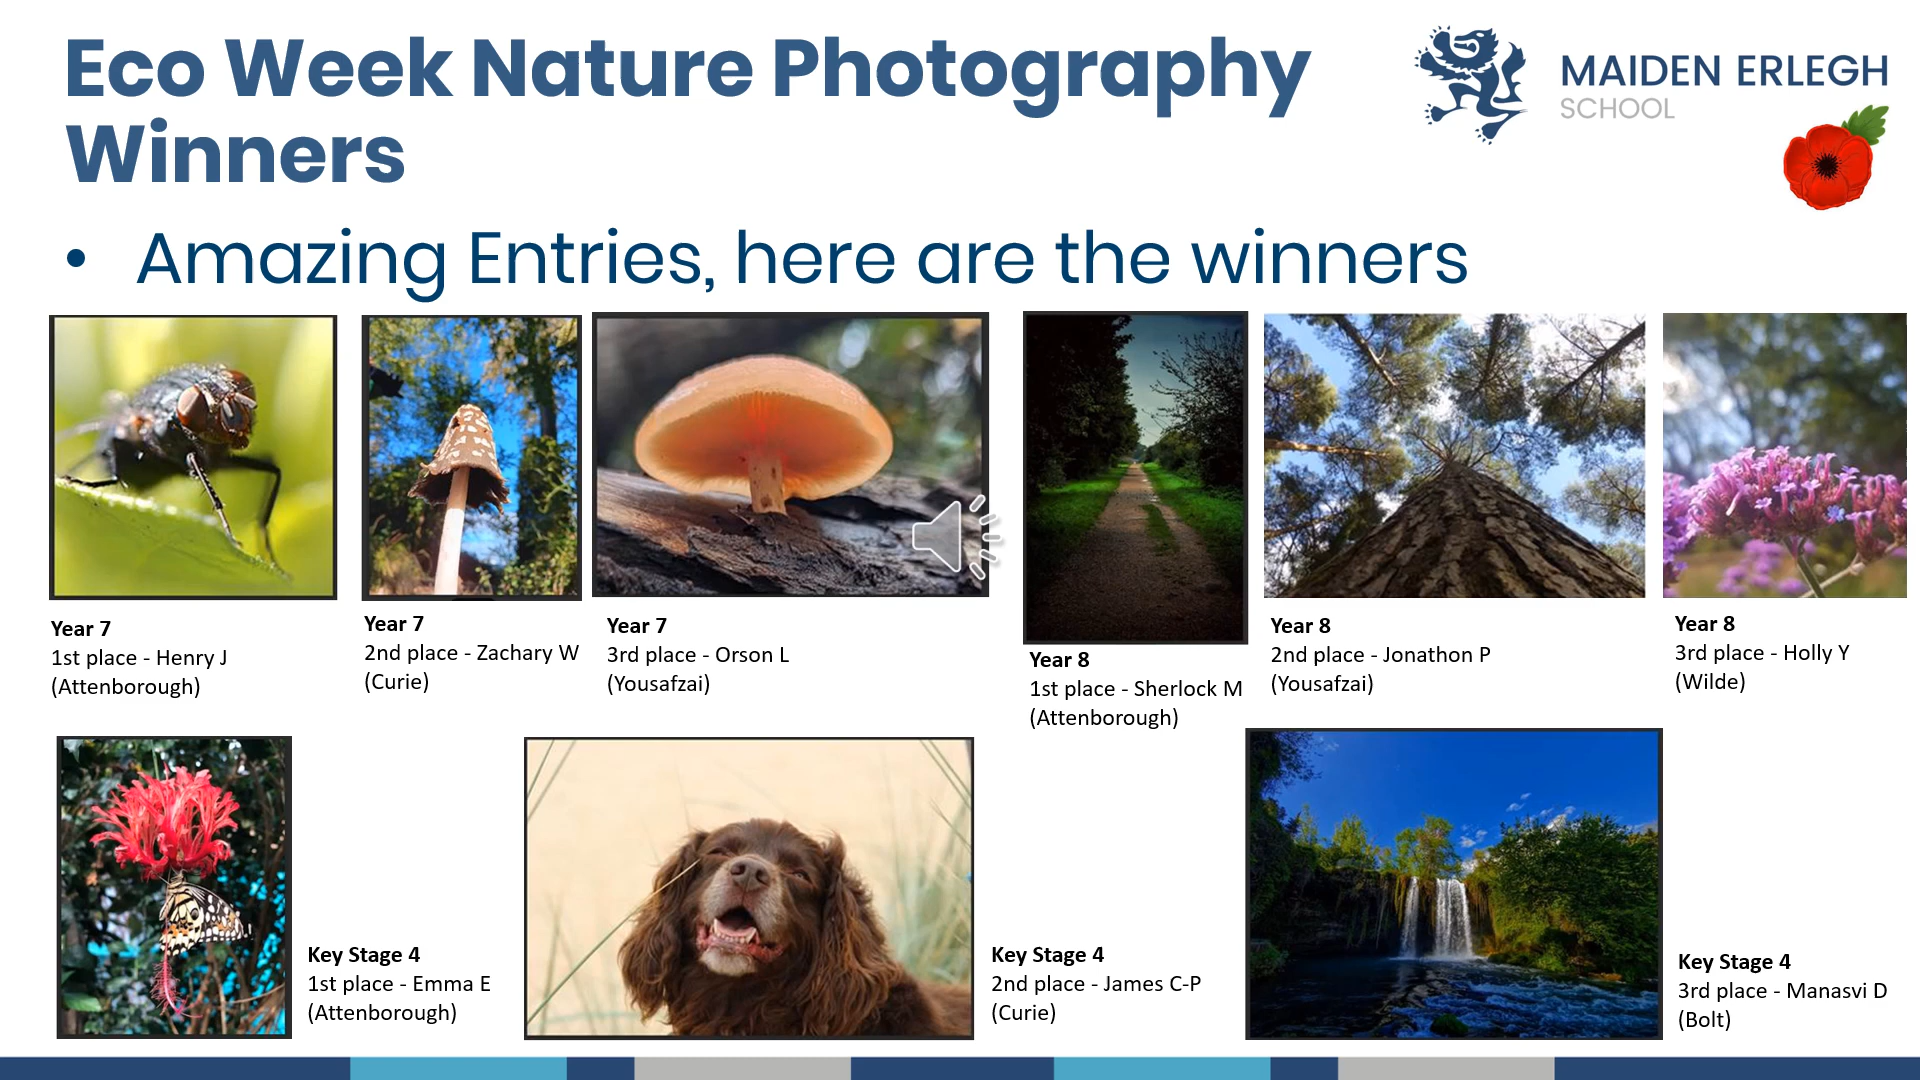 Eco Week Nature Photography
Winners
MAIDEN ERLEGH
SCHOOL
• Amazing Entries, here are the winners
Year 7
1st place - Henry J
(Attenborough)
Year 7
2nd place - Zachary W
(Curie)
Year 7
3rd place - Orson L
(Yousafzai)
Year 8
1st place - Sherlock M
(Attenborough)
Year 8
2nd place - Jonathon P
(Yousafzai)
Year 8
3rd place - Holly Y
(Wilde)
Key Stage 4
1st place - Emma E
(Attenborough)
Key Stage 4
2nd place - James C-P
(Curie)
Key Stage 4
3rd place - Manasvi D
(Bolt)